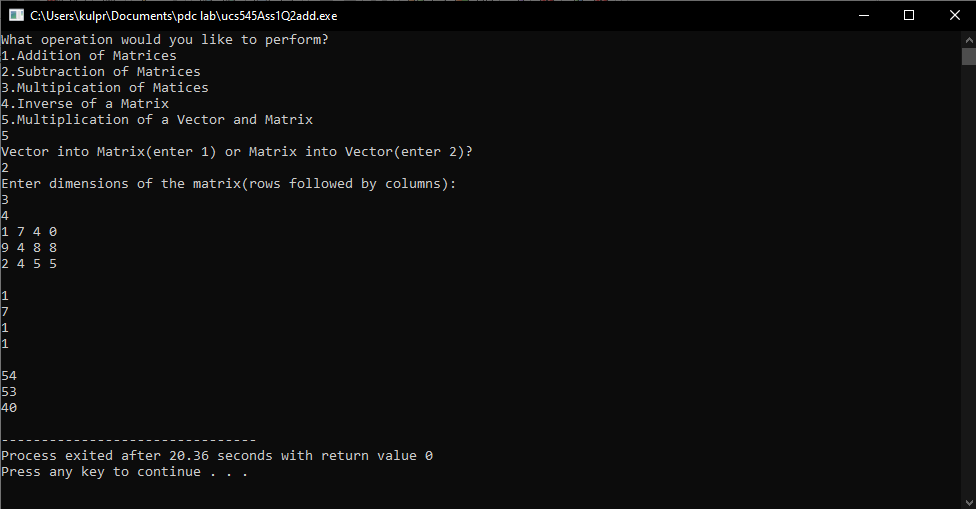 C:\Users\kulpr\Documents\pdc lab\ucs545Ass1Q2add.exe
What operation would you like to perform?
1.Addition of Matrices
2.Subtraction of Matrices
3.Multipication of Matices
4.Inverse of a Matrix
5.Multiplication of a Vector and Matrix
5
Vector into Matrix(enter 1) or Matrix into Vector(enter 2)?
2
Enter dimensions of the matrix(rows followed by columns):
3
4
1 7 4 0
9 4 8 8
2 4 5 5
1
7
1
1
54
53
40
--------------------------------
Process exited after 20.36 seconds with return value 0
Press any key to continue . . .